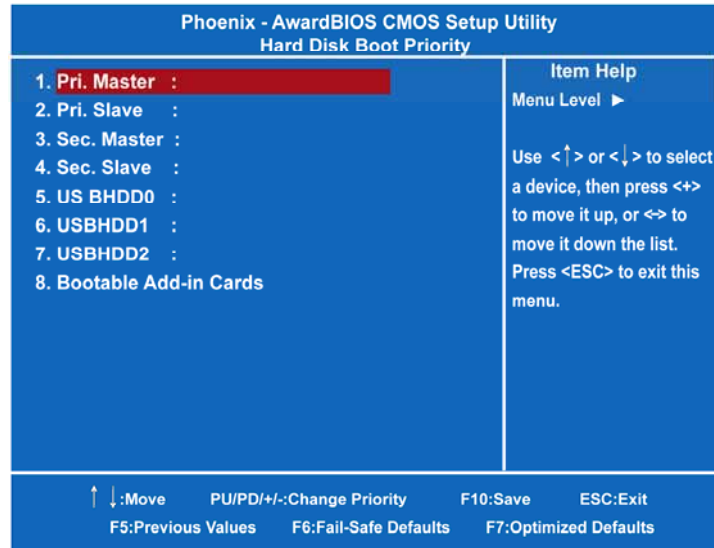 Phoenix - AwardBIOS CMOS Setup Utility
Hard Disk Boot Priority
1. Pri. Master :
2. Pri. Slave :
3. Sec. Master :
4. Sec. Slave :
5. US BHDD0 :
6. USBHDD1 :
7. USBHDD2 :
8. Bootable Add-in Cards
Item Help
Menu Level ►
Use <↑> or <↓> to select
a device, then press <+>
to move it up, or <-> to
move it down the list.
Press <ESC> to exit this
menu.
↑ ↓:Move PU/PD/+/-:Change Priority F10:Save ESC:Exit
F5:Previous Values F6:Fail-Safe Defaults F7:Optimized Defaults